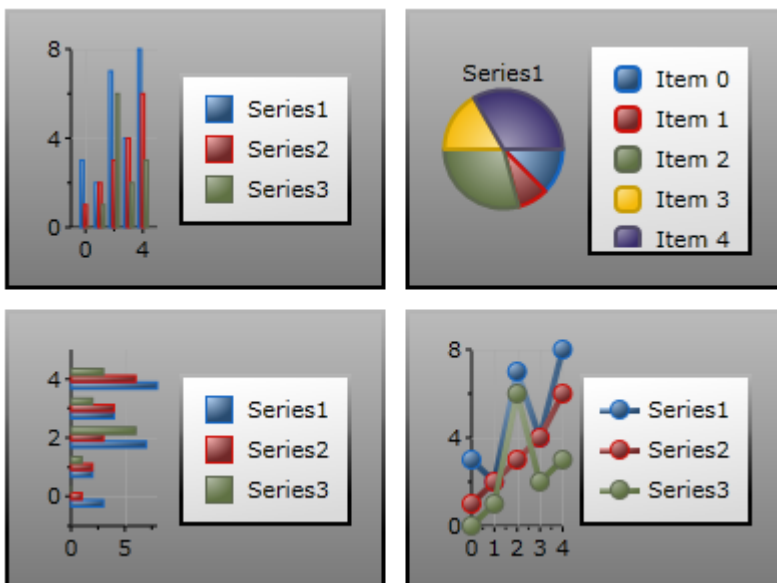 8
4
0
0 4
Series1
Series2
Series3
Series1
Item 0
Item 1
Item 2
Item 3
Item 4
4
2
0
0 5
Series1
Series2
Series3
8
4
0
0 1 2 3 4
Series1
Series2
Series3